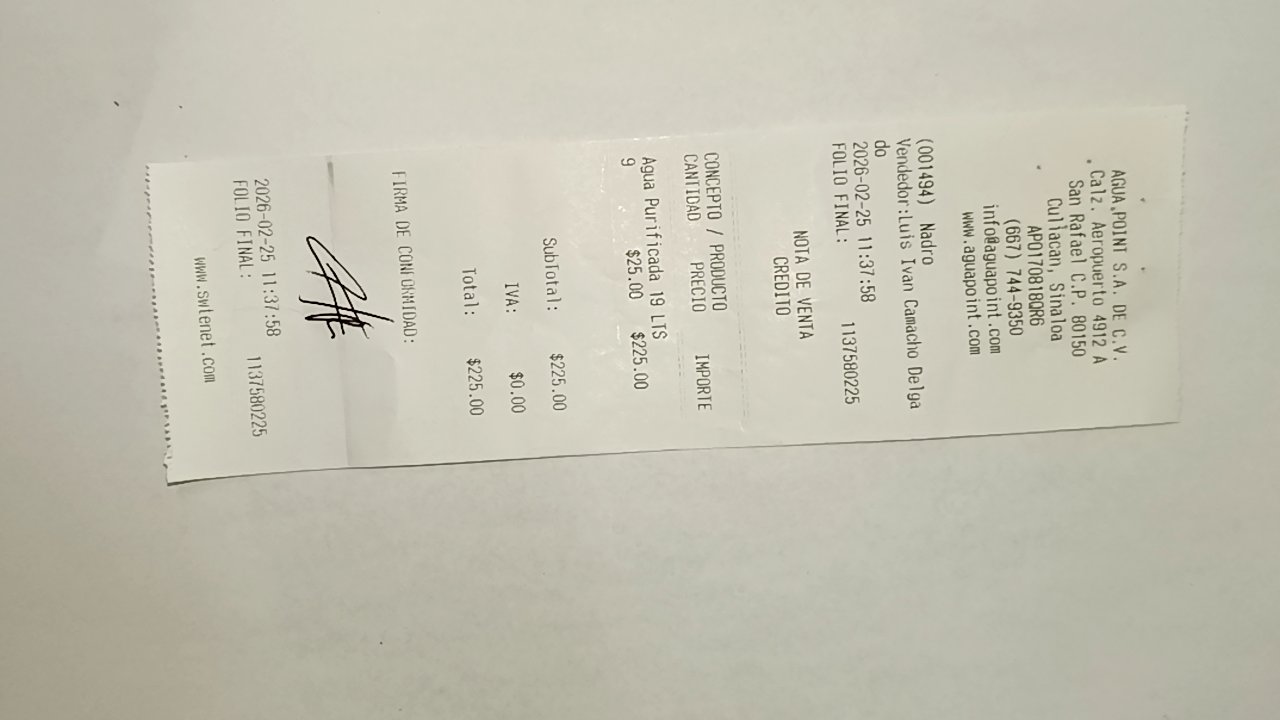 AGUA POINT S.A. DE C.V.
Calz. Aeropuerto 4912 A
San Rafael C.P. 80150
Culiacan, Sinaloa
APO170818QR6
(667) 744-9350
info@aguapoint.com
www.aguapoint.com
(001494) Nadro
Vendedor:Luis Ivan Camacho Delga
do
2026-02-25 11:37:58
FOLIO FINAL: 1137580225
NOTA DE VENTA
CREDITO
CONCEPTO / PRODUCTO
CANTIDAD PRECIO IMPORTE
Agua Purificada 19 LTS
9 $25.00 $225.00
SubTotal: $225.00
IVA: $0.00
Total: $225.00
FIRMA DE CONFORMIDAD:
2026-02-25 11:37:58
FOLIO FINAL: 1137580225
www.swtenet.com